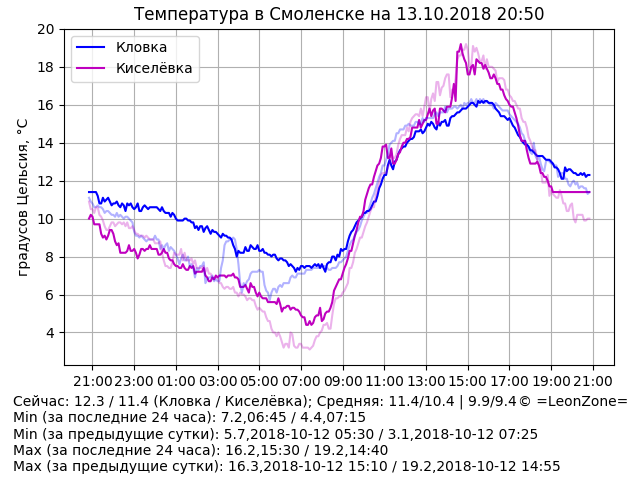 Температура в Смоленске на 13.10.2018 20:50
Кловка
Киселёвка
градусов Цельсия, °C
20
18
16
14
12
10
8
6
4
21:00 23:00 01:00 03:00 05:00 07:00 09:00 11:00 13:00 15:00 17:00 19:00 21:00
Сейчас: 12.3 / 11.4 (Кловка / Киселёвка); Средняя: 11.4/10.4 | 9.9/9.4© =LeonZone=
Min (за последние 24 часа): 7.2,06:45 / 4.4,07:15
Min (за предыдущие сутки): 5.7,2018-10-12 05:30 / 3.1,2018-10-12 07:25
Max (за последние 24 часа): 16.2,15:30 / 19.2,14:40
Max (за предыдущие сутки): 16.3,2018-10-12 15:10 / 19.2,2018-10-12 14:55